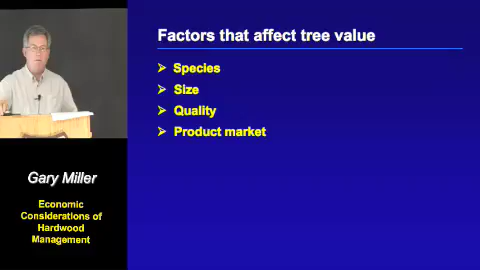 Factors that affect tree value
Species
Size
Quality
Product market
Gary Miller
Economic
Considerations of
Hardwood
Management